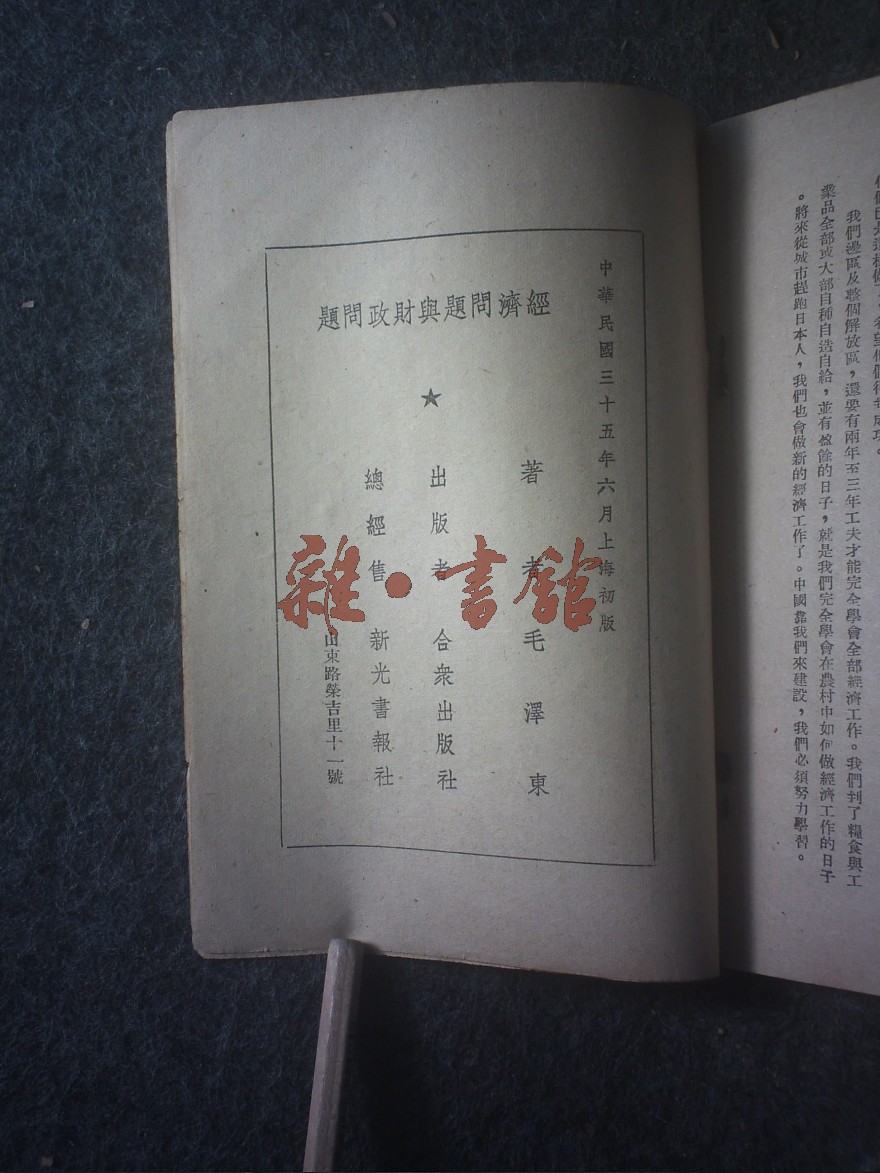 。將來從城市趕跑日本人，我們也會做新的經濟工作了。中國靠我們來建設，我們必須努力學習。
業品全部或大部自種自造自給，並有盈餘的日子，就是我們完全學會在農村中如何做經濟工作的日子
我們邊區及整個解放區，還要有兩年至三年工夫才能完全學會全部經濟工作。我們到了糧食與工
中華民國三十五年六月上海初版
經濟問題與財政問題
★
著者 毛澤東
出版者 合衆出版社
總經售 新光書報社
山東路榮吉里十一號
雜·書館